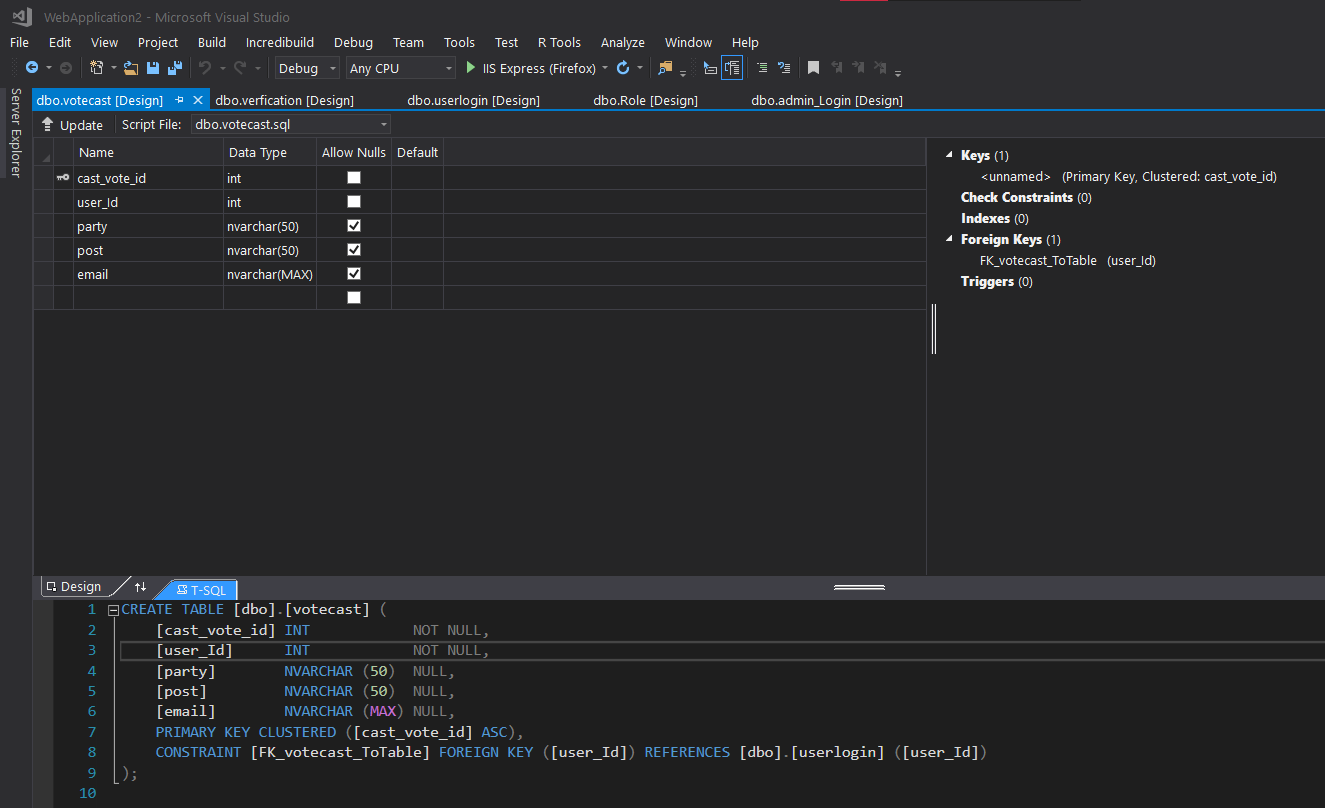 WebApplication2 - Microsoft Visual Studio
File Edit View Project Build Incredibuild Debug Team Tools Test R Tools Analyze Window Help
Debug Any CPU IIS Express (Firefox)
Server Explorer
dbo.votecast [Design] dbo.verfication [Design] dbo.userlogin [Design] dbo.Role [Design] dbo.admin_Login [Design]
Update Script File: dbo.votecast.sql
Name Data Type Allow Nulls Default
cast_vote_id int
user_Id int
party nvarchar(50)
post nvarchar(50)
email nvarchar(MAX)
Keys (1)
<unnamed> (Primary Key, Clustered: cast_vote_id)
Check Constraints (0)
Indexes (0)
Foreign Keys (1)
FK_votecast_ToTable (user_Id)
Triggers (0)
Design T-SQL
1 CREATE TABLE [dbo].[votecast] (
2 [cast_vote_id] INT NOT NULL,
3 [user_Id] INT NOT NULL,
4 [party] NVARCHAR (50) NULL,
5 [post] NVARCHAR (50) NULL,
6 [email] NVARCHAR (MAX) NULL,
7 PRIMARY KEY CLUSTERED ([cast_vote_id] ASC),
8 CONSTRAINT [FK_votecast_ToTable] FOREIGN KEY ([user_Id]) REFERENCES [dbo].[userlogin] ([user_Id])
9 );
10